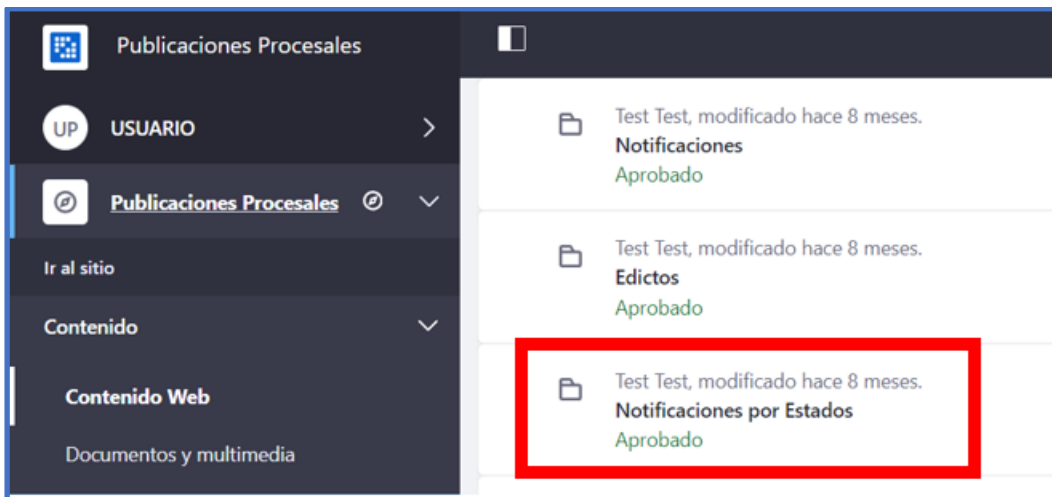 Publicaciones Procesales
UP USUARIO
Publicaciones Procesales
Ir al sitio
Contenido
Contenido Web
Documentos y multimedia
Test Test, modificado hace 8 meses.
Notificaciones
Aprobado
Test Test, modificado hace 8 meses.
Edictos
Aprobado
Test Test, modificado hace 8 meses.
Notificaciones por Estados
Aprobado